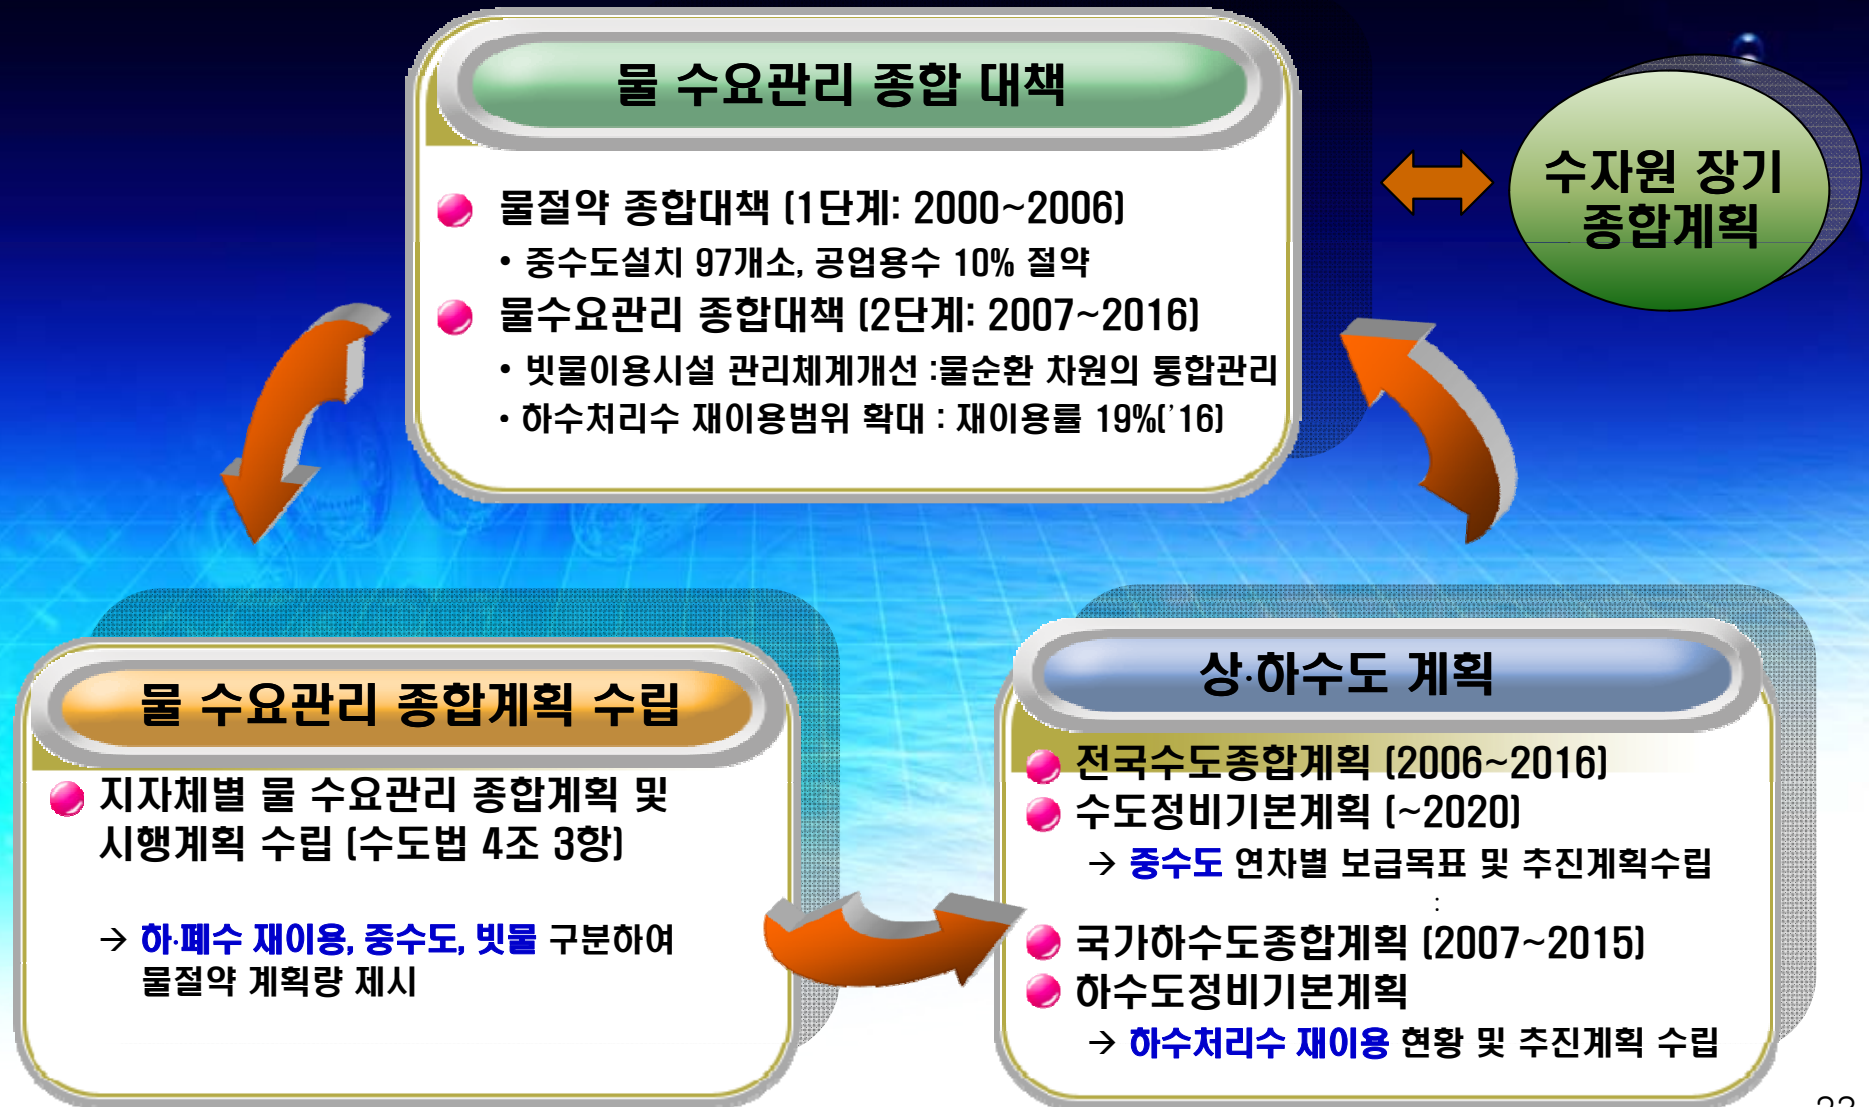 물 수요관리 종합 대책
물절약 종합대책 (1단계: 2000~2006)
• 중수도설치 97개소, 공업용수 10% 절약
물수요관리 종합대책 (2단계: 2007~2016)
• 빗물이용시설 관리체계개선 :물순환 차원의 통합관리
• 하수처리수 재이용범위 확대 : 재이용률 19%('16)
수자원 장기
종합계획
물 수요관리 종합계획 수립
지자체별 물 수요관리 종합계획 및
시행계획 수립 (수도법 4조 3항)
→ 하·폐수 재이용, 중수도, 빗물 구분하여
물절약 계획량 제시
상·하수도 계획
전국수도종합계획 (2006~2016)
수도정비기본계획 (~2020)
→ 중수도 연차별 보급목표 및 추진계획수립
:
국가하수도종합계획 (2007~2015)
하수도정비기본계획
→ 하수처리수 재이용 현황 및 추진계획 수립